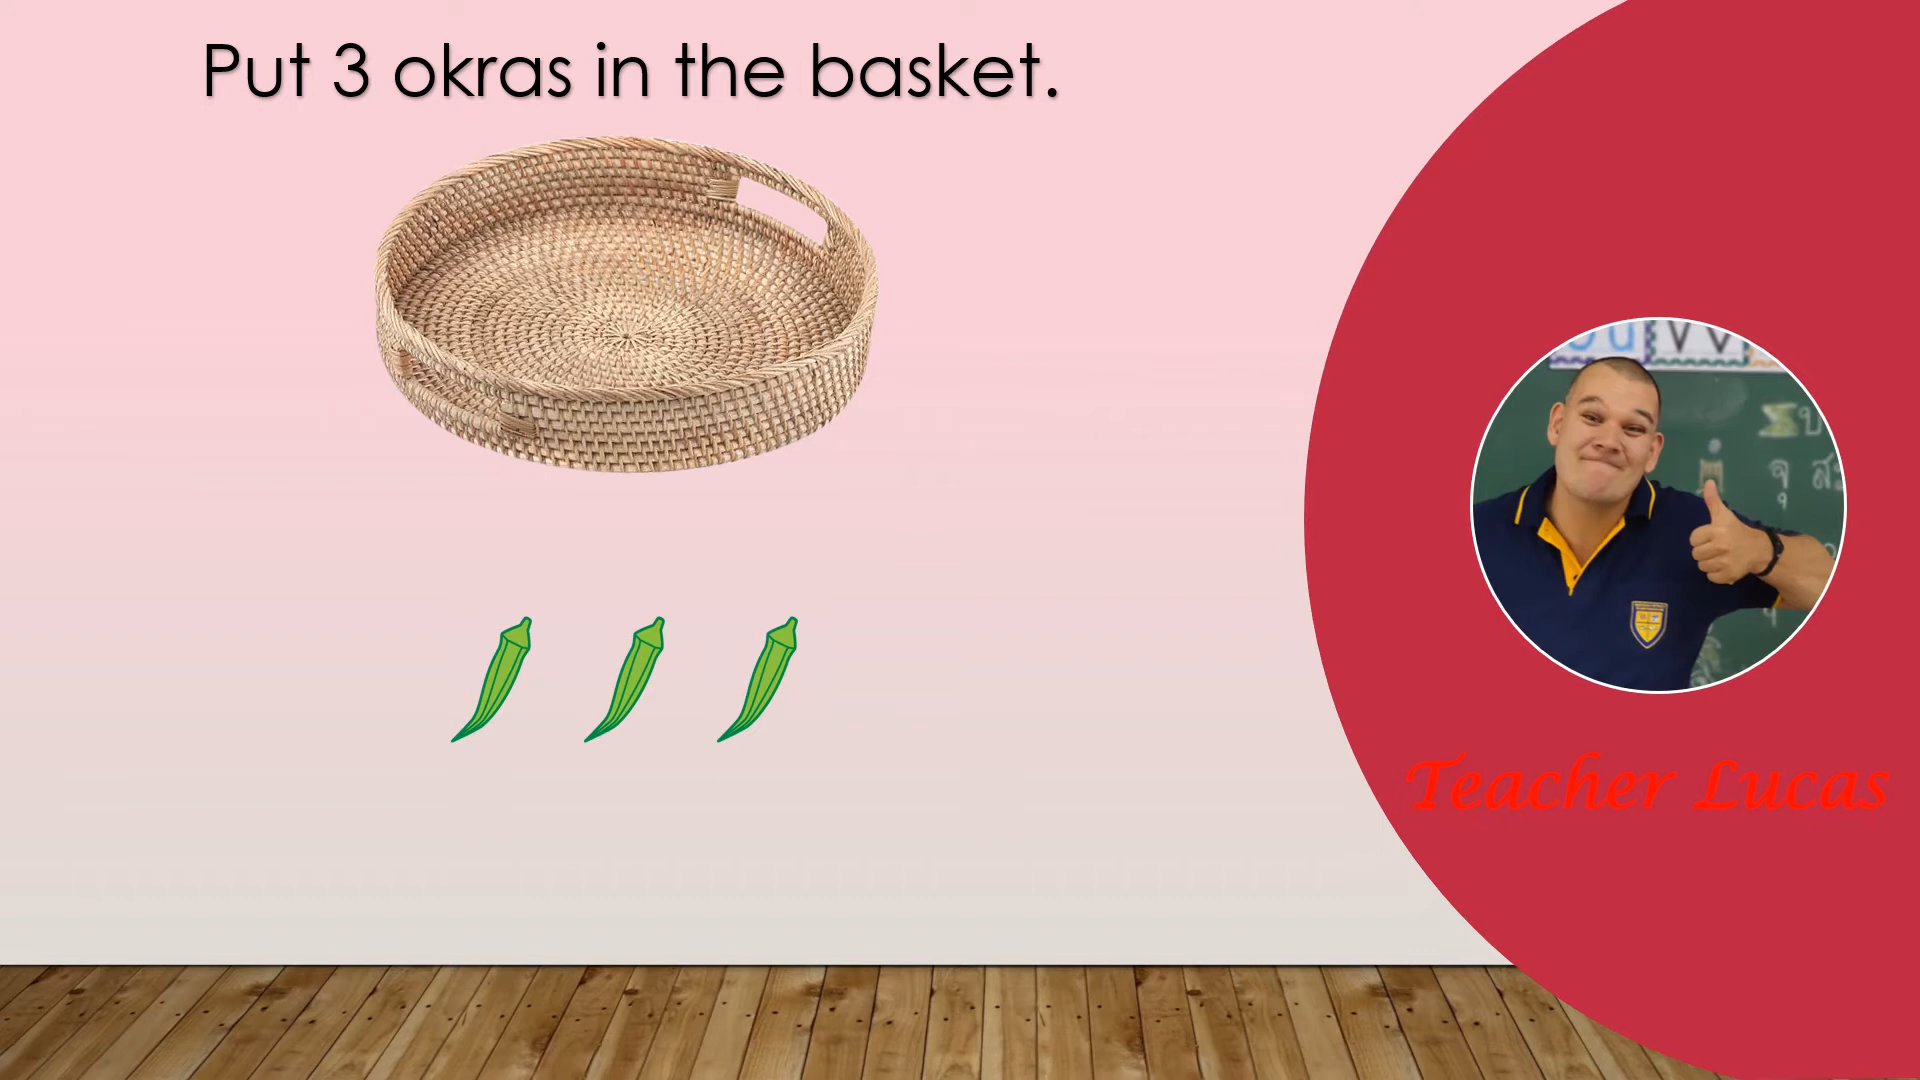 Put 3 okras in the basket.
Teacher Lucas